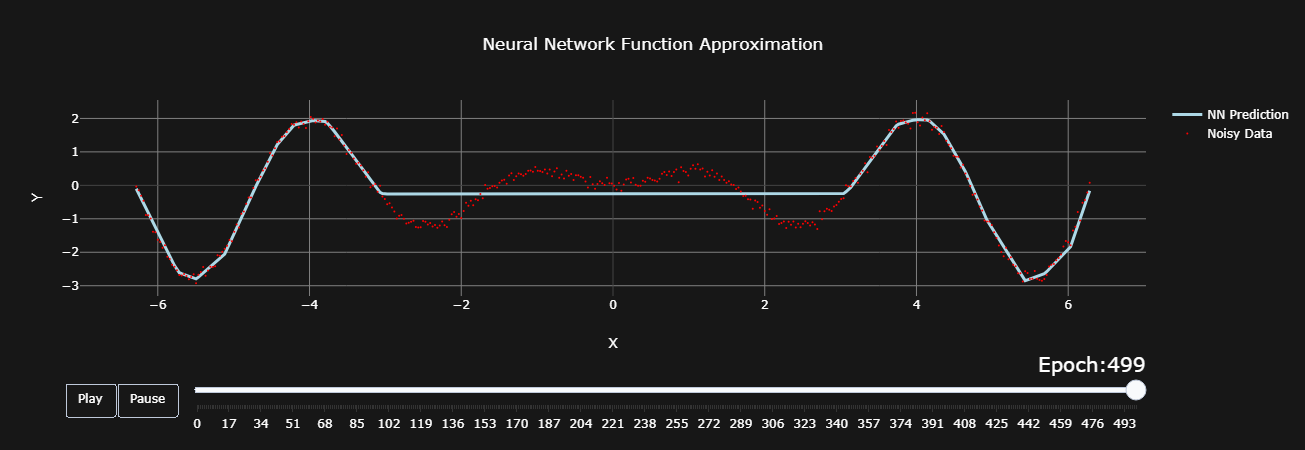 Neural Network Function Approximation
NN Prediction
Noisy Data
Y
2
1
0
−1
−2
−3
−6 −4 −2 0 2 4 6
X
Epoch:499
Play Pause
0 17 34 51 68 85 102 119 136 153 170 187 204 221 238 255 272 289 306 323 340 357 374 391 408 425 442 459 476 493